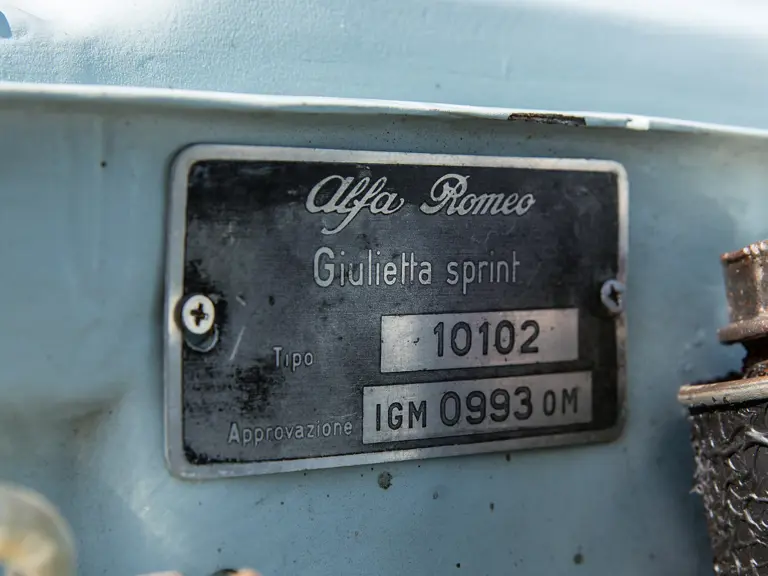 Alfa Romeo
Giulietta sprint
Tipo 10102
Approvazione IGM 0993 OM